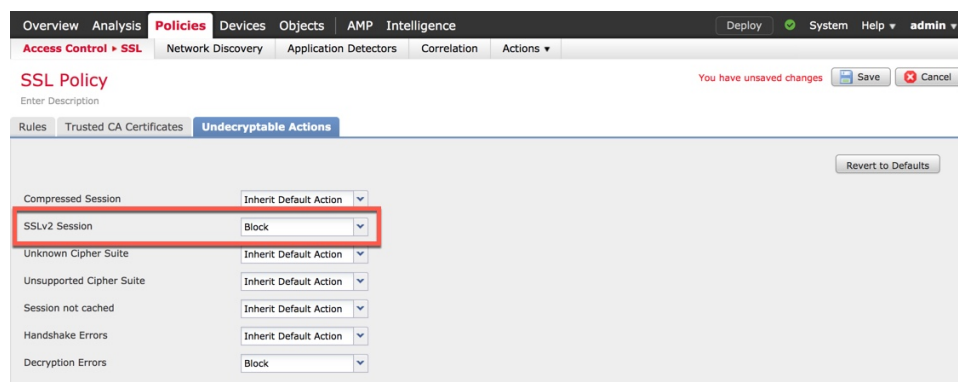 Overview Analysis Policies Devices Objects AMP Intelligence Deploy System Help admin
Access Control ▸ SSL Network Discovery Application Detectors Correlation Actions ▾
SSL Policy You have unsaved changes Save Cancel
Enter Description
Rules Trusted CA Certificates Undecryptable Actions
Revert to Defaults
Compressed Session Inherit Default Action
SSLv2 Session Block
Unknown Cipher Suite Inherit Default Action
Unsupported Cipher Suite Inherit Default Action
Session not cached Inherit Default Action
Handshake Errors Inherit Default Action
Decryption Errors Block